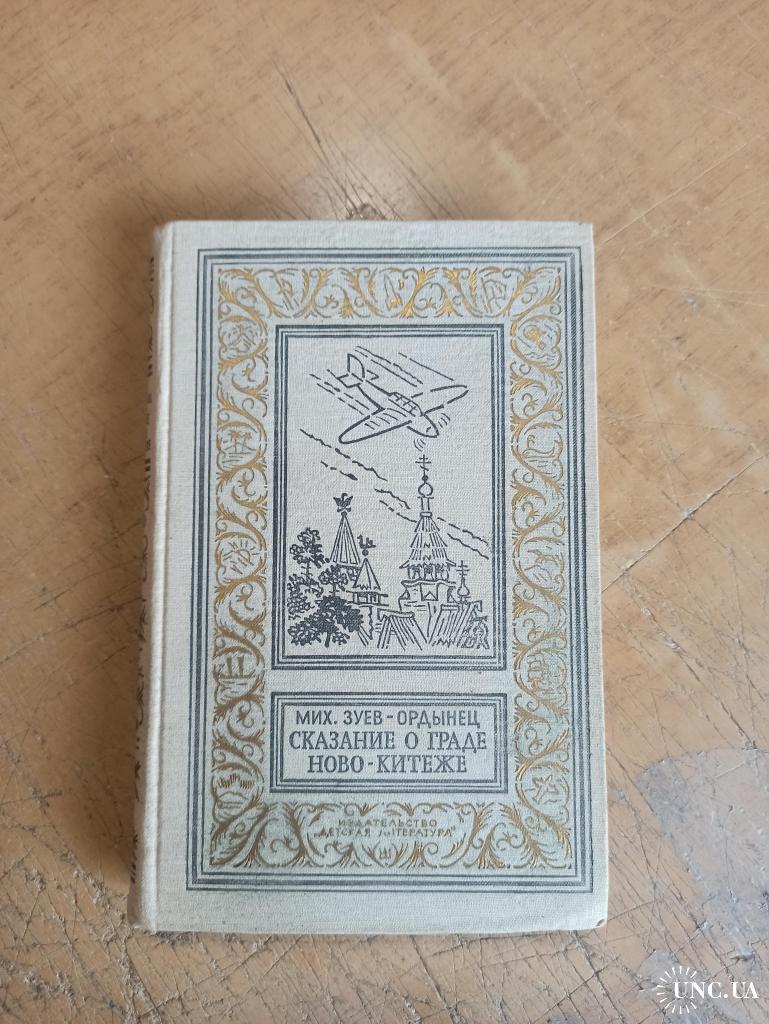 МИХ. ЗУЕВ-ОРДЫНЕЦ
СКАЗАНИЕ О ГРАДЕ
НОВО-КИТЕЖЕ
ИЗДАТЕЛЬСТВО
„ДЕТСКАЯ ЛИТЕРАТУРА"
UNC.UA